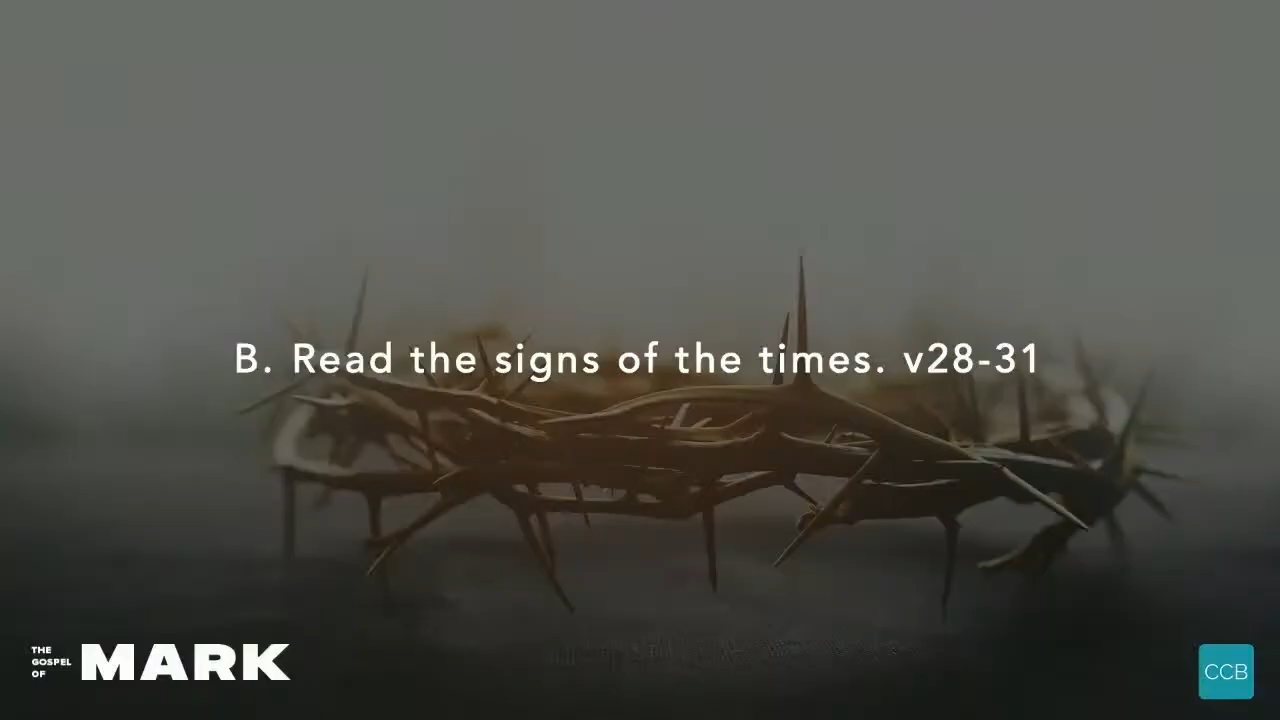 B. Read the signs of the times. v28-31
THE
GOSPEL
OF
MARK
CCB